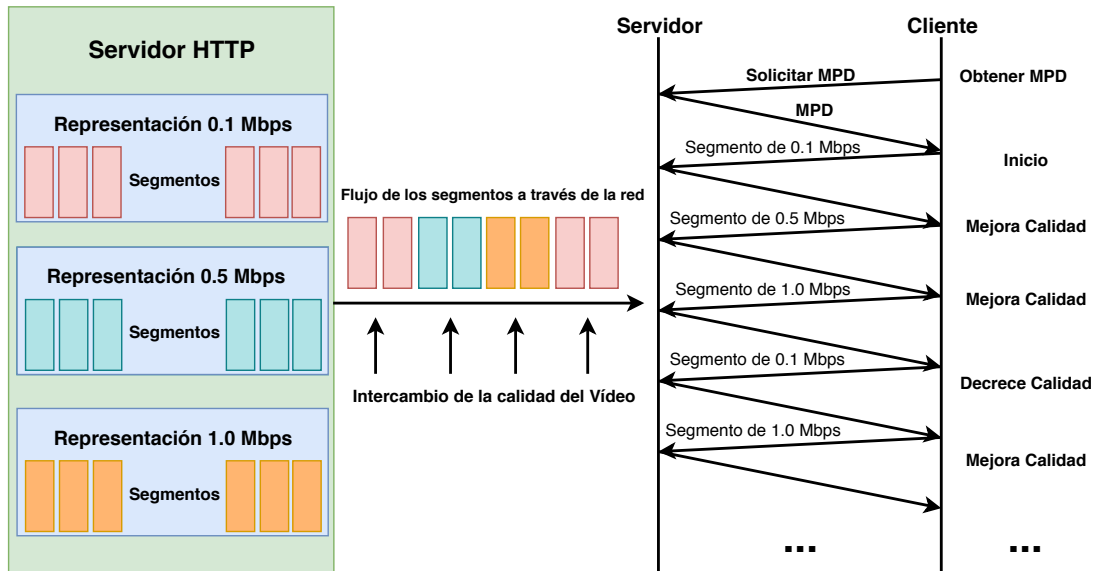 Servidor HTTP
Representación 0.1 Mbps
Segmentos
Representación 0.5 Mbps
Segmentos
Representación 1.0 Mbps
Segmentos
Flujo de los segmentos a través de la red
Intercambio de la calidad del Vídeo
Servidor
Cliente
Solicitar MPD
Obtener MPD
MPD
Segmento de 0.1 Mbps
Inicio
Segmento de 0.5 Mbps
Mejora Calidad
Segmento de 1.0 Mbps
Mejora Calidad
Segmento de 0.1 Mbps
Decrece Calidad
Segmento de 1.0 Mbps
Mejora Calidad
...
...